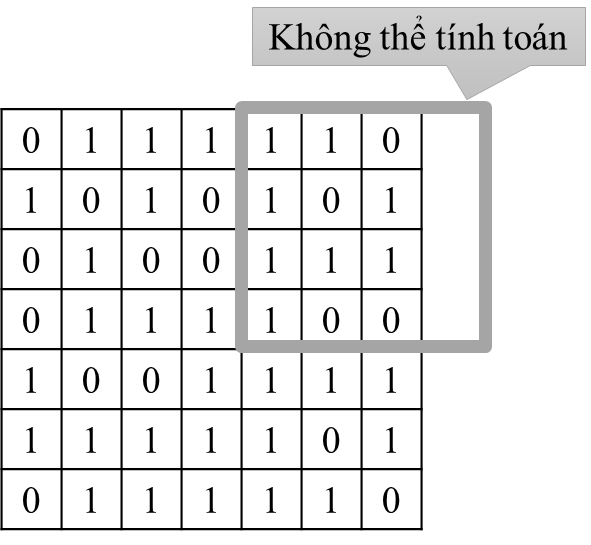 Không thể tính toán
0 1 1 1 1 1 0
1 0 1 0 1 0 1
0 1 0 0 1 1 1
0 1 1 1 1 0 0
1 0 0 1 1 1 1
1 1 1 1 1 0 1
0 1 1 1 1 1 0